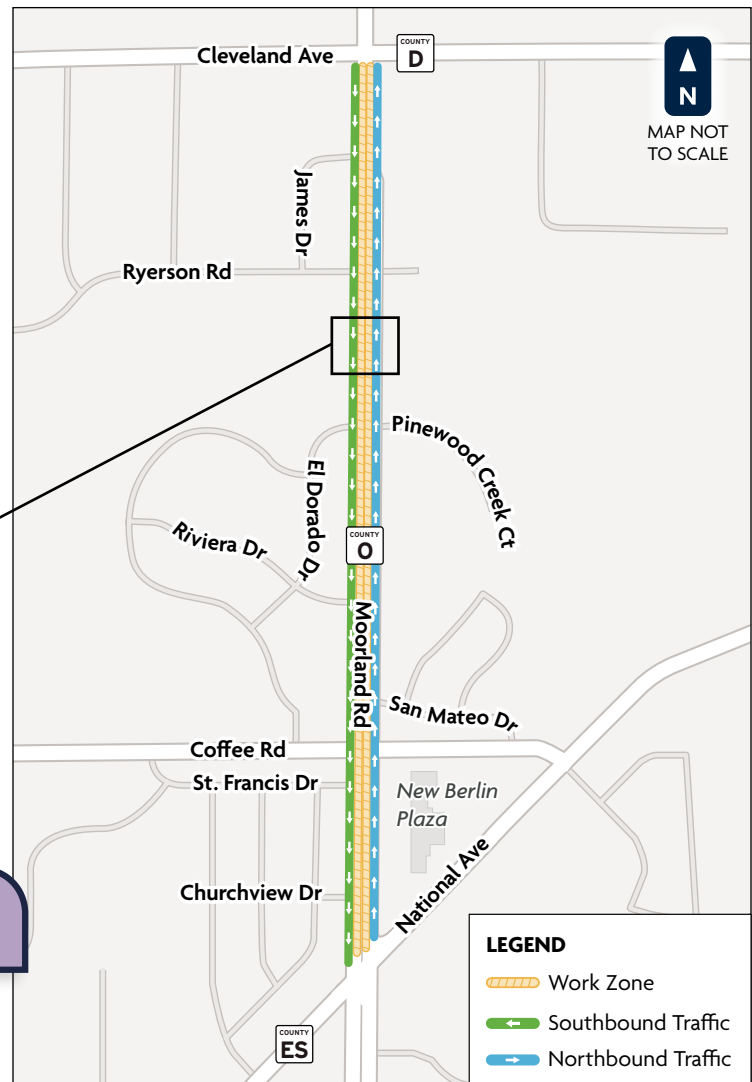 Cleveland Ave
COUNTY
D
N
MAP NOT
TO SCALE
James Dr
Ryerson Rd
Pinewood Creek Ct
El Dorado Dr
Riviera Dr
COUNTY
O
Moorland Rd
San Mateo Dr
Coffee Rd
St. Francis Dr
New Berlin
Plaza
Churchview Dr
National Ave
COUNTY
ES
LEGEND
Work Zone
Southbound Traffic
Northbound Traffic